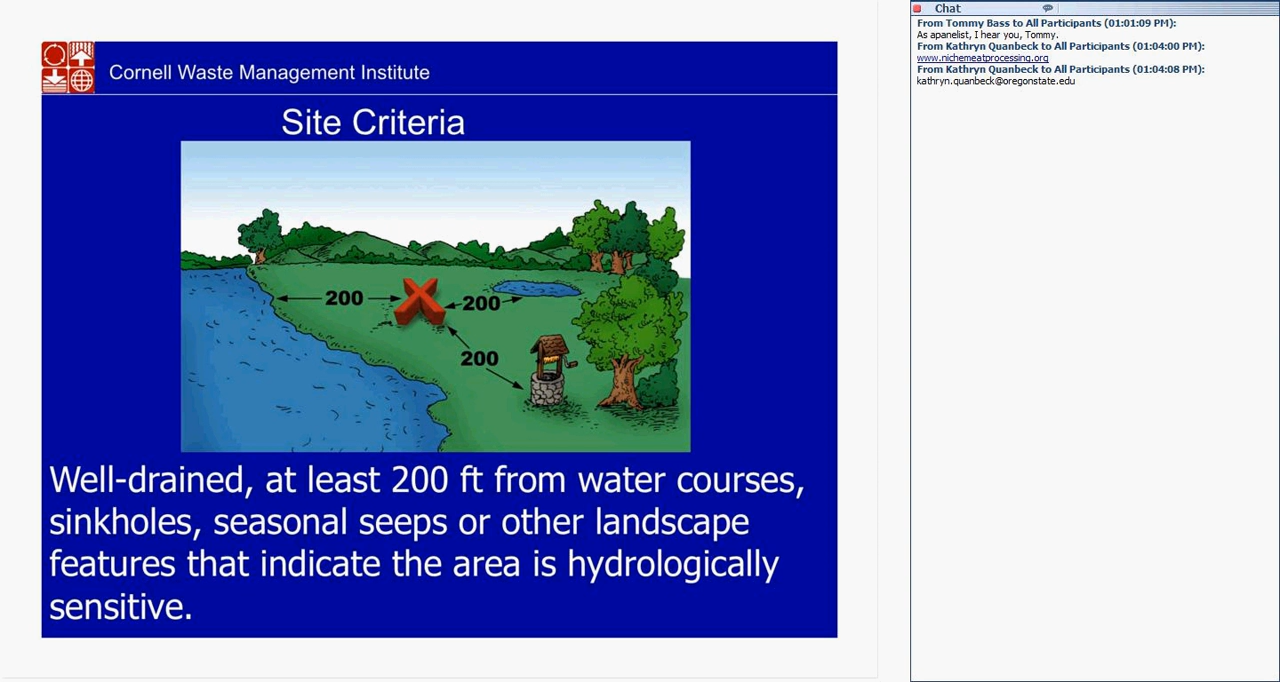 Cornell Waste Management Institute
Site Criteria
200
200
200
Well-drained, at least 200 ft from water courses,
sinkholes, seasonal seeps or other landscape
features that indicate the area is hydrologically
sensitive.
Chat
From Tommy Bass to All Participants (01:01:09 PM):
As apanelist, I hear you, Tommy.
From Kathryn Quanbeck to All Participants (01:04:00 PM):
www.nichemeatprocessing.org
From Kathryn Quanbeck to All Participants (01:04:08 PM):
kathryn.quanbeck@oregonstate.edu